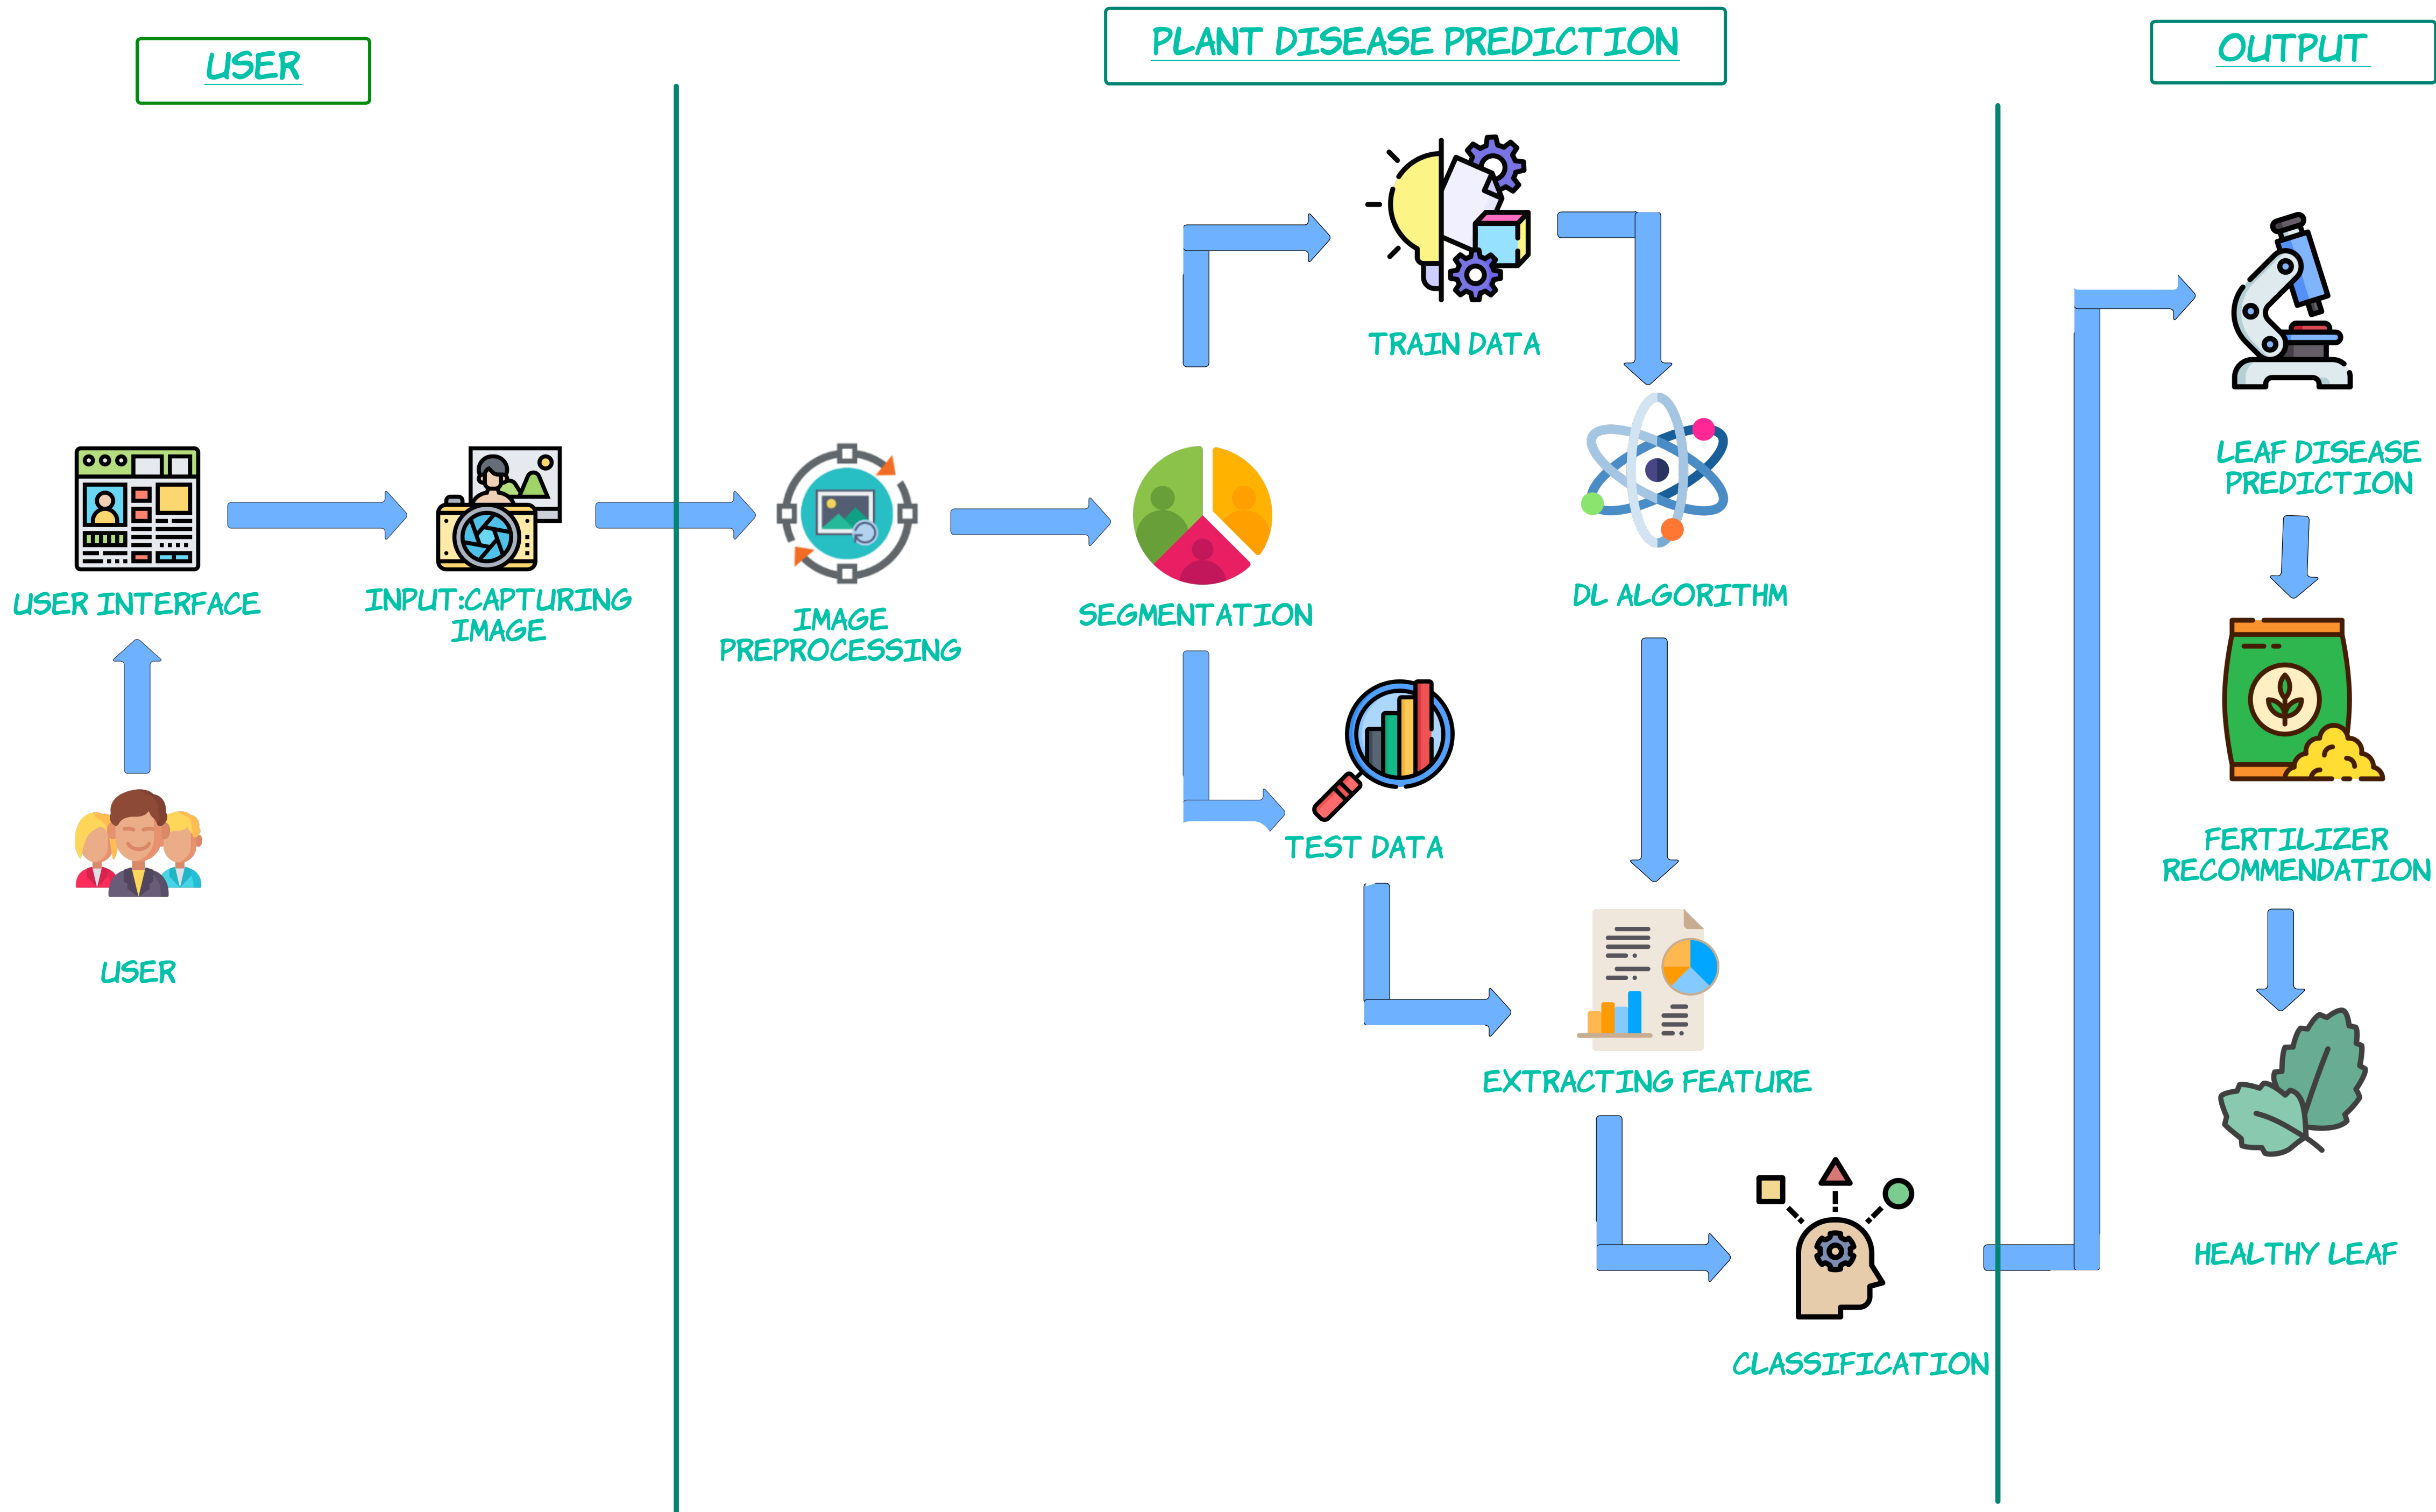 USER
PLANT DISEASE PREDICTION
OUTPUT
USER INTERFACE
INPUT:CAPTURING
IMAGE
USER
IMAGE
PREPROCESSING
SEGMENTATION
TRAIN DATA
DL ALGORITHM
TEST DATA
EXTRACTING FEATURE
CLASSIFICATION
LEAF DISEASE
PREDICTION
FERTILIZER
RECOMMENDATION
HEALTHY LEAF